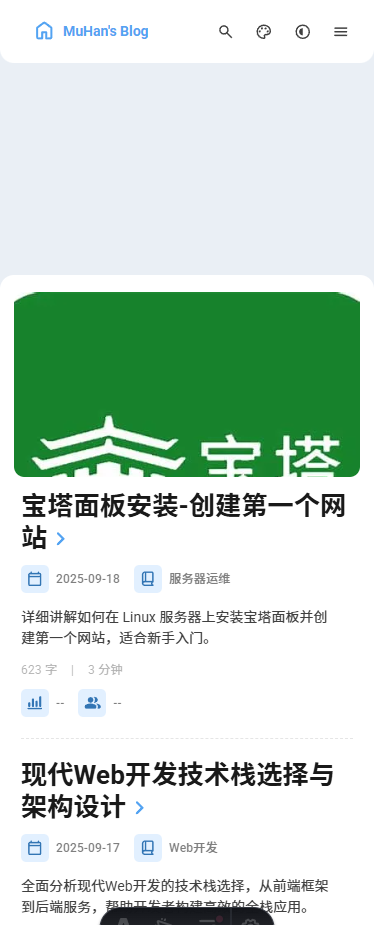 MuHan's Blog
宝塔
宝塔面板安装-创建第一个网
站
2025-09-18 服务器运维
详细讲解如何在 Linux 服务器上安装宝塔面板并创
建第一个网站，适合新手入门。
623 字 | 3 分钟
-- --
现代Web开发技术栈选择与
架构设计
2025-09-17 Web开发
全面分析现代Web开发的技术栈选择，从前端框架
到后端服务，帮助开发者构建高效的全栈应用。